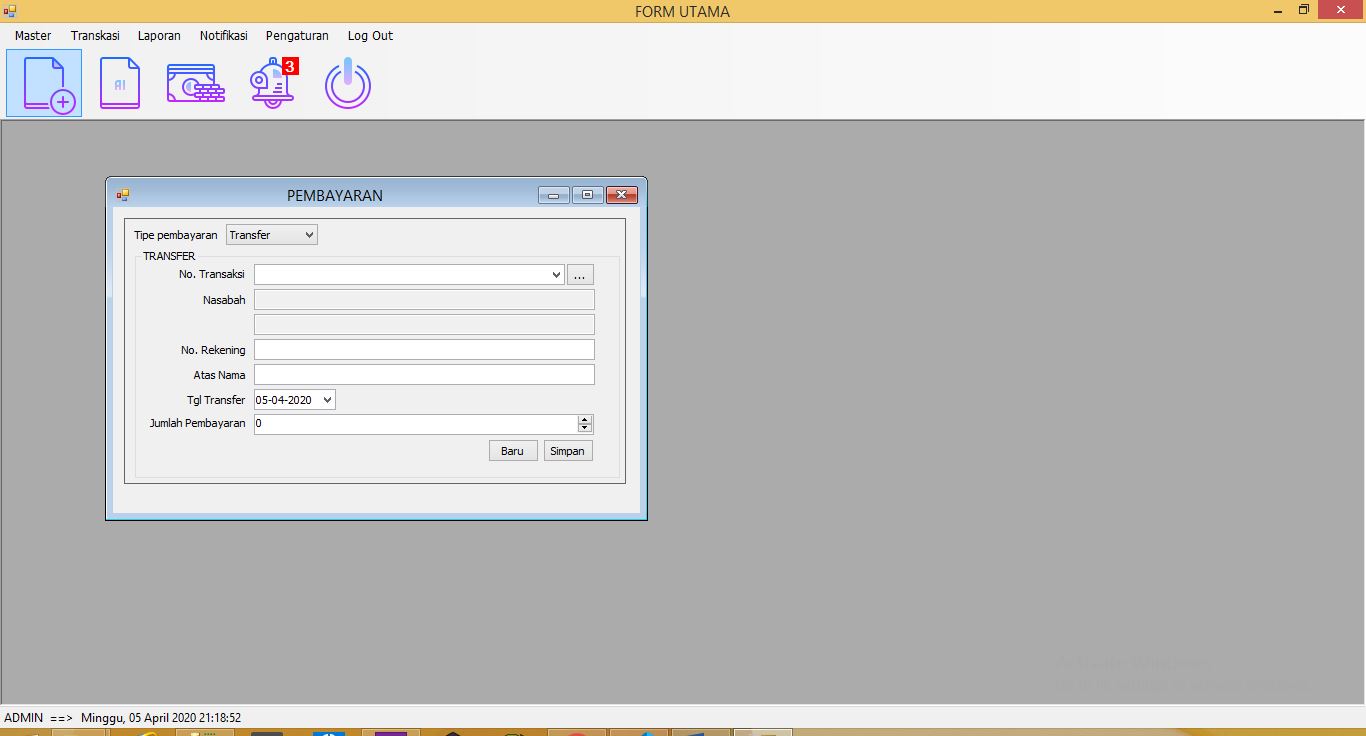 FORM UTAMA
Master Transkasi Laporan Notifikasi Pengaturan Log Out
AI 3
PEMBAYARAN
Tipe pembayaran Transfer
TRANSFER
No. Transaksi ...
Nasabah
No. Rekening
Atas Nama
Tgl Transfer 05-04-2020
Jumlah Pembayaran 0
Baru Simpan
ADMIN ==> Minggu, 05 April 2020 21:18:52